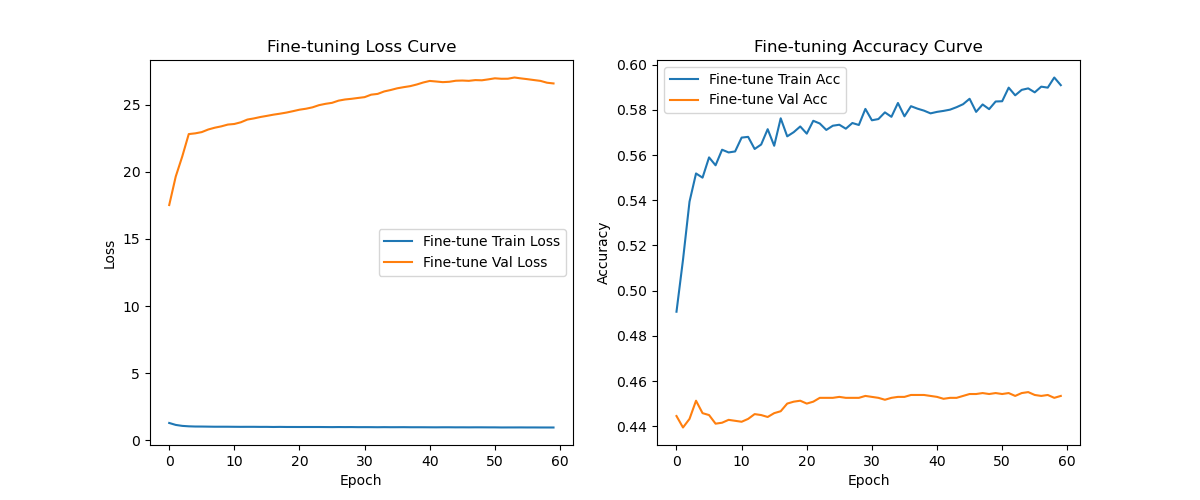 Fine-tuning Loss Curve
25
20
15
10
5
0
Loss
Fine-tune Train Loss
Fine-tune Val Loss
0 10 20 30 40 50 60
Epoch
Fine-tuning Accuracy Curve
0.60
0.58
0.56
0.54
0.52
0.50
0.48
0.46
0.44
Accuracy
Fine-tune Train Acc
Fine-tune Val Acc
0 10 20 30 40 50 60
Epoch